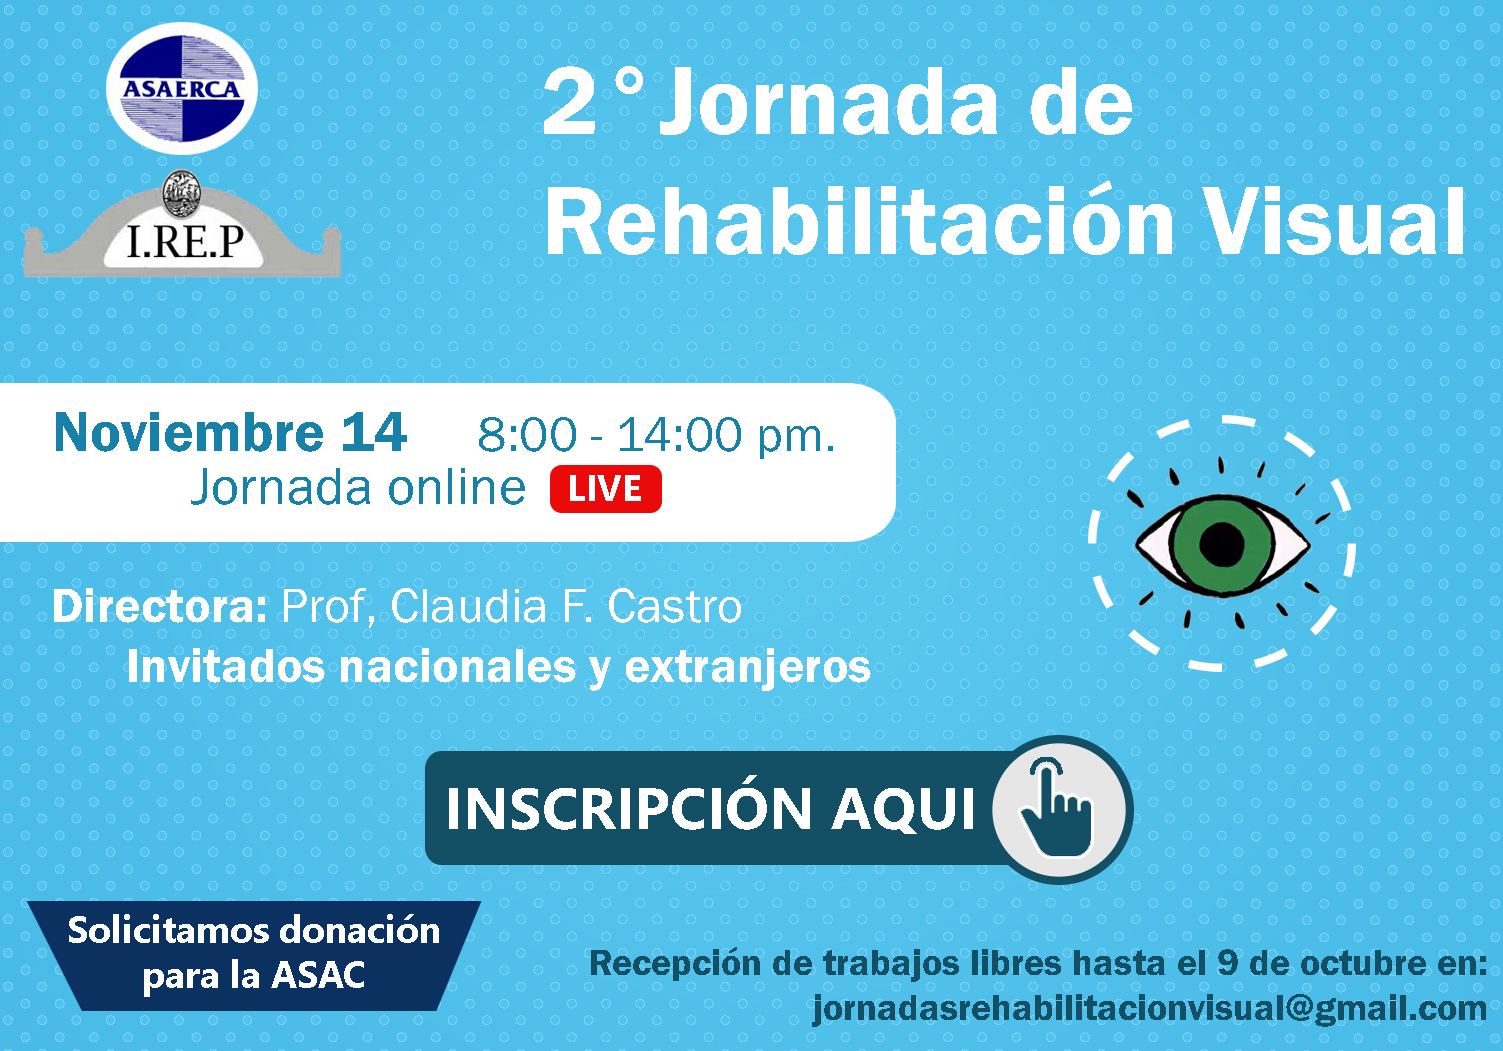 ASAERCA
I.RE.P
2° Jornada de
Rehabilitación Visual
Noviembre 14 8:00 - 14:00 pm.
Jornada online LIVE
Directora: Prof, Claudia F. Castro
Invitados nacionales y extranjeros
INSCRIPCIÓN AQUI
Solicitamos donación
para la ASAC
Recepción de trabajos libres hasta el 9 de octubre en:
jornadasrehabilitacionvisual@gmail.com